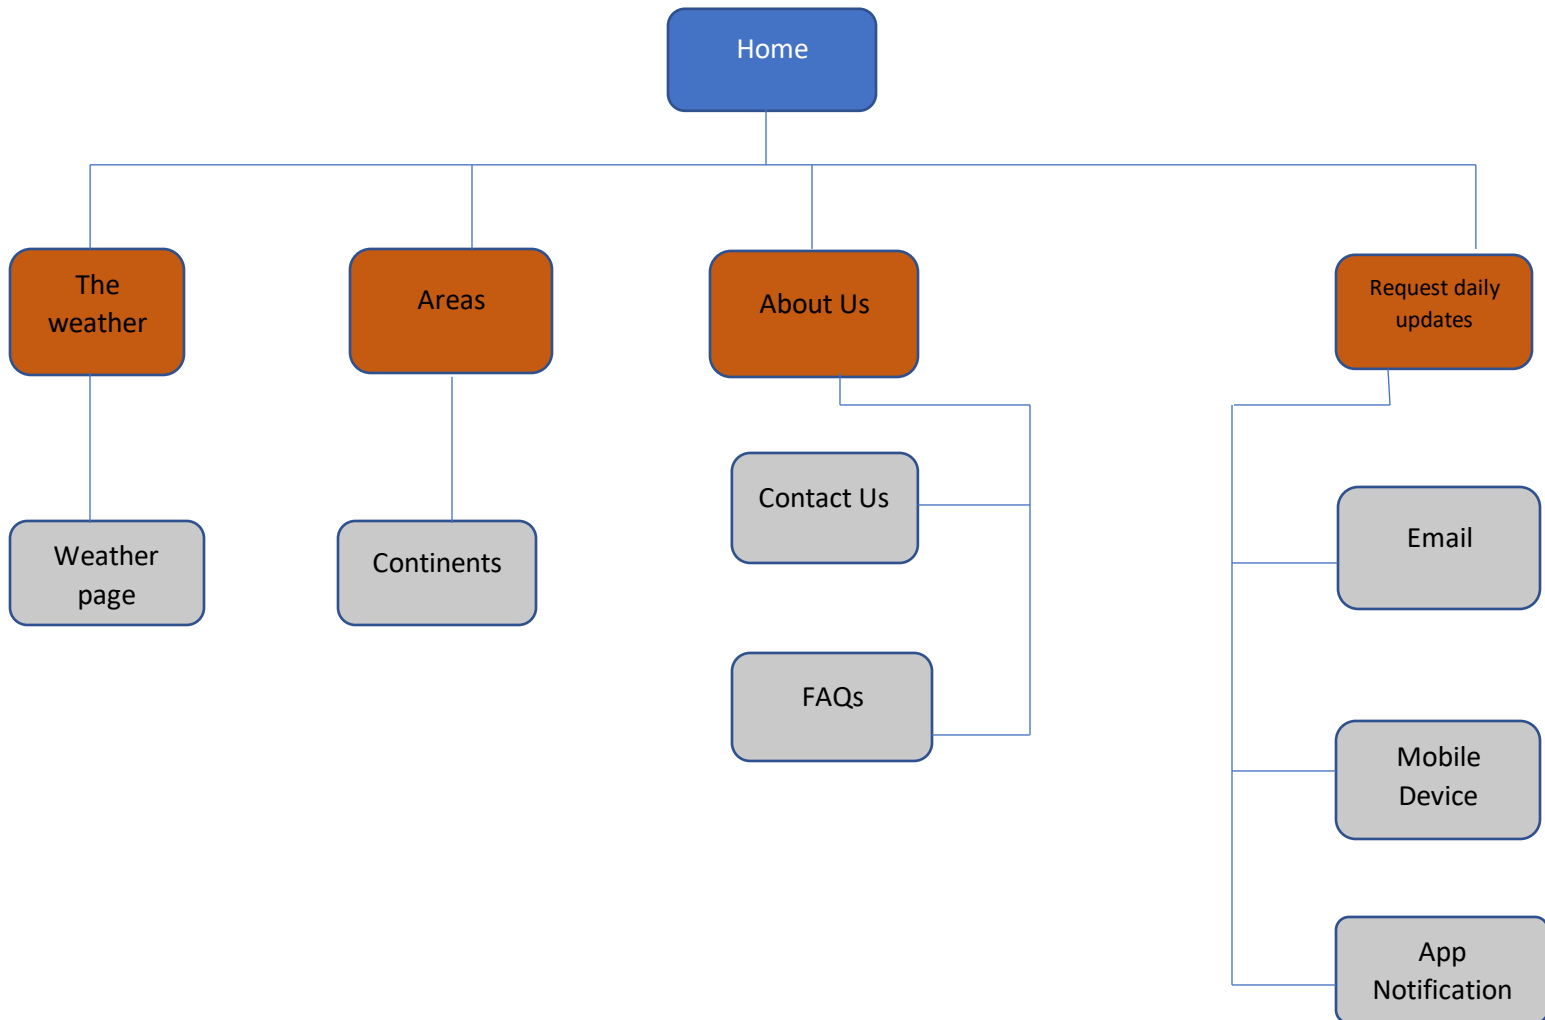 Home
The
weather
Areas
About Us
Request daily
updates
Weather
page
Continents
Contact Us
FAQs
Email
Mobile
Device
App
Notification